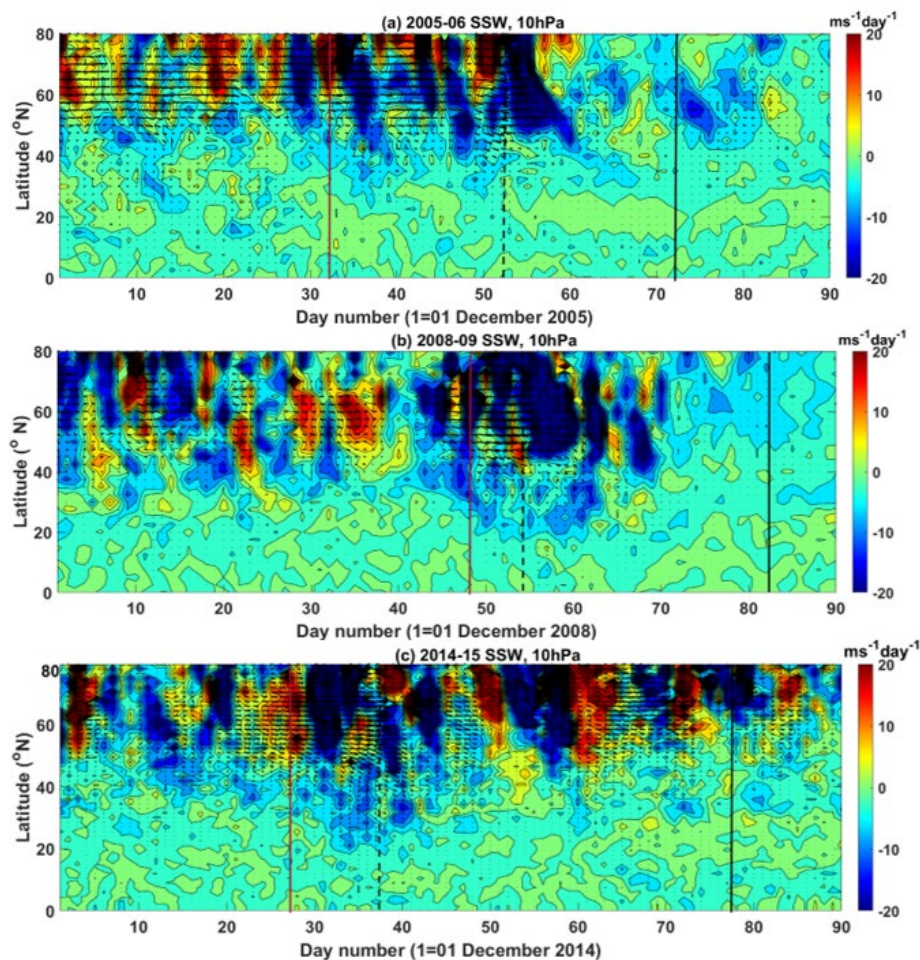 (a) 2005-06 SSW, 10hPa
ms⁻¹day⁻¹
80
60
40
20
0
Latitude (°N)
20
10
0
-10
-20
10 20 30 40 50 60 70 80 90
Day number (1=01 December 2005)
(b) 2008-09 SSW, 10hPa
ms⁻¹day⁻¹
80
60
40
20
0
Latitude (° N)
20
10
0
-10
-20
10 20 30 40 50 60 70 80 90
Day number (1=01 December 2008)
(c) 2014-15 SSW, 10hPa
ms⁻¹day⁻¹
80
60
40
20
0
Latitude (°N)
20
10
0
-10
-20
10 20 30 40 50 60 70 80 90
Day number (1=01 December 2014)